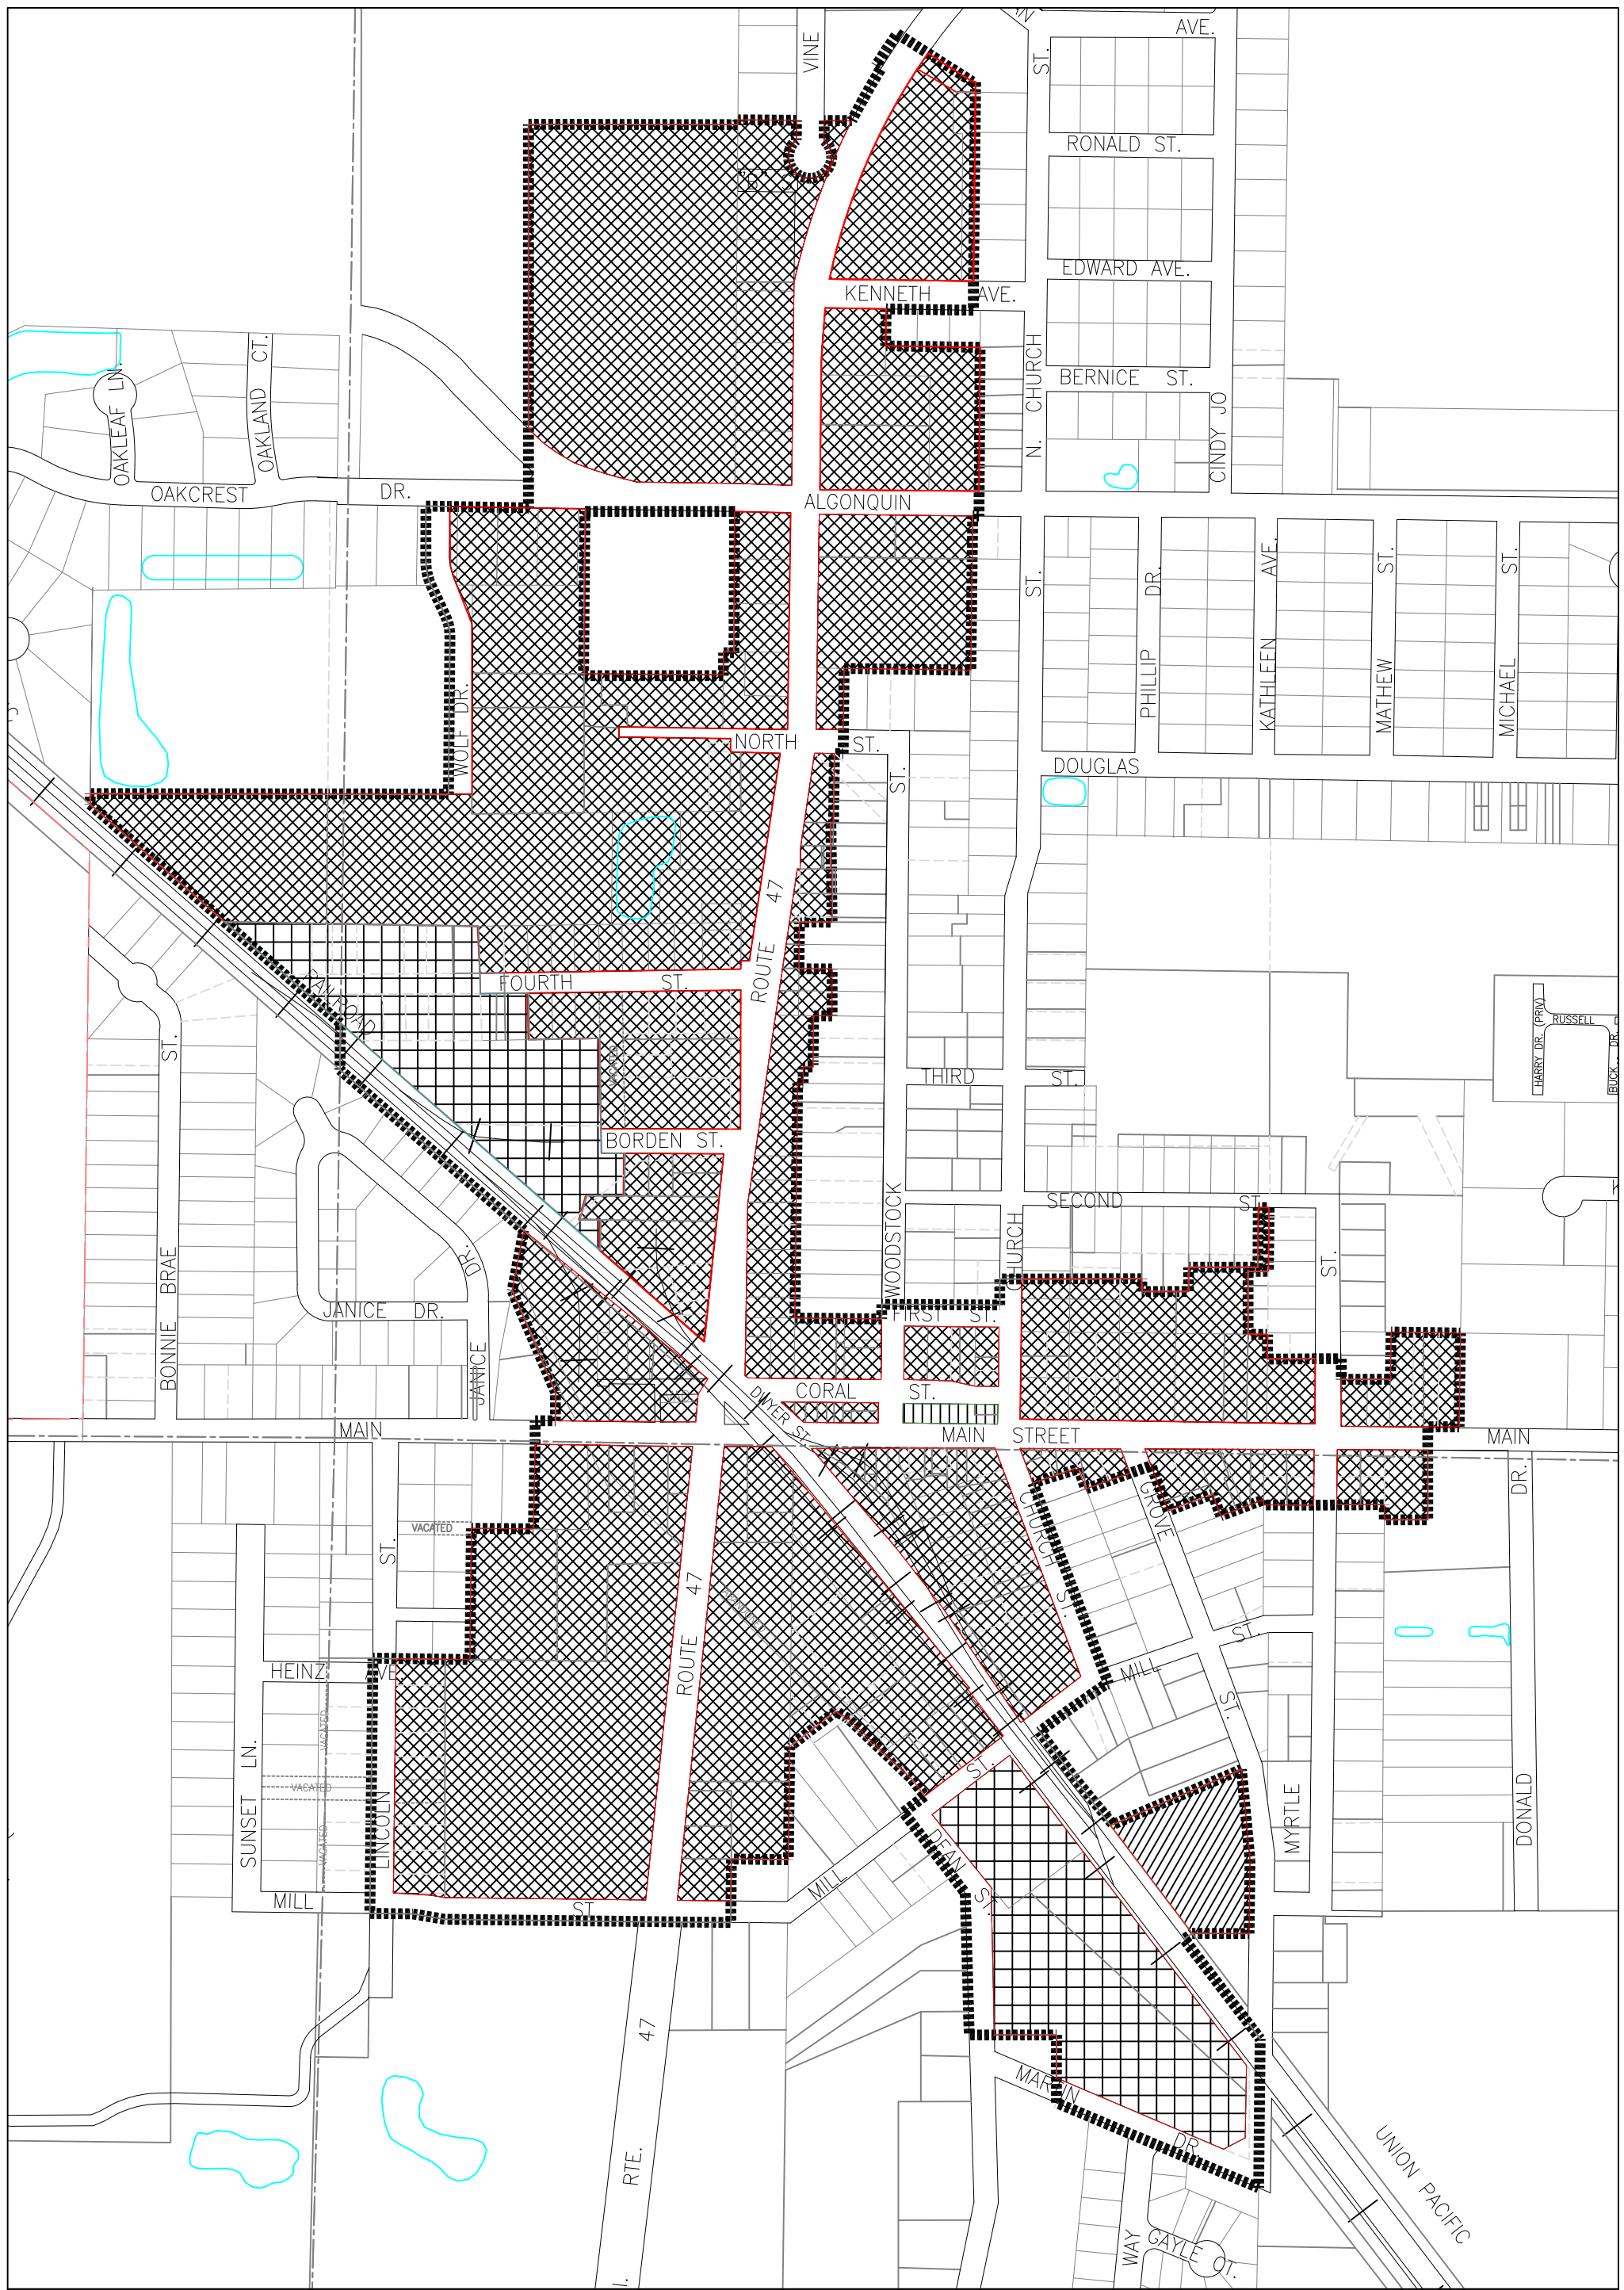 AVE.
VINE
ST.
RONALD ST.
"B"
EDWARD AVE.
KENNETH AVE.
OAKLEAF LN.
OAKLAND CT.
N. CHURCH
BERNICE ST.
CINDY JO
OAKCREST DR.
ALGONQUIN
ST.
PHILLIP DR.
KATHLEEN AVE.
MATHEW ST.
MICHAEL ST.
WOLF DR.
NORTH ST.
DOUGLAS
ST.
ROUTE 47
FOURTH ST.
RAILROAD
HARRY DR. (PRIV)
RUSSELL
BUCK DR.
BONNIE BRAE ST.
THIRD ST.
BORDEN ST.
WOODSTOCK
CHURCH
SECOND ST.
ST.
JANICE DR.
DR.
JANICE
FIRST ST.
CORAL ST.
DWYER ST.
MAIN
MAIN STREET
MAIN
VACATED
ST.
CHURCH ST.
GROVE
ST.
DR.
ROUTE 47
HEINZ AVE
MILL
ST.
VACATED
VACATED
VACATED
SUNSET LN.
LINCOLN
ST.
DEAN ST.
MYRTLE
DONALD
MILL ST
MILL
MARTIN DR.
RTE. 47
UNION PACIFIC
WAY
GAYLE CT.